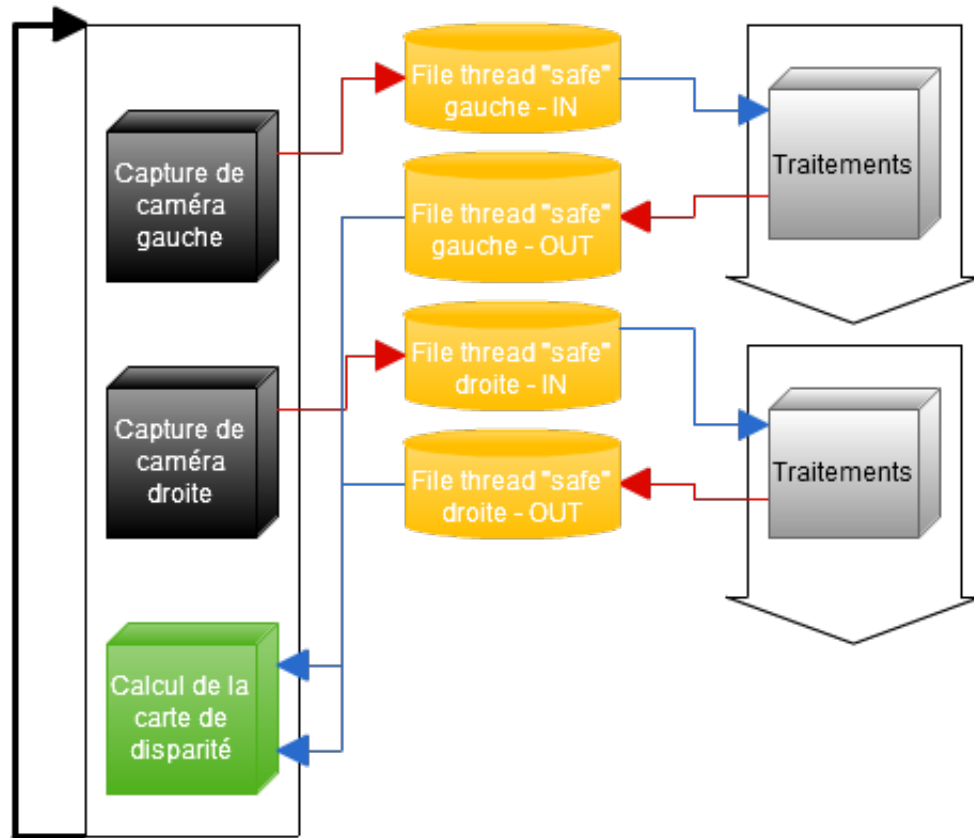 File thread "safe"
gauche - IN
Capture de
caméra
gauche
Traitements
File thread "safe"
gauche - OUT
File thread "safe"
droite - IN
Capture de
caméra
droite
Traitements
File thread "safe"
droite - OUT
Calcul de la
carte de
disparité